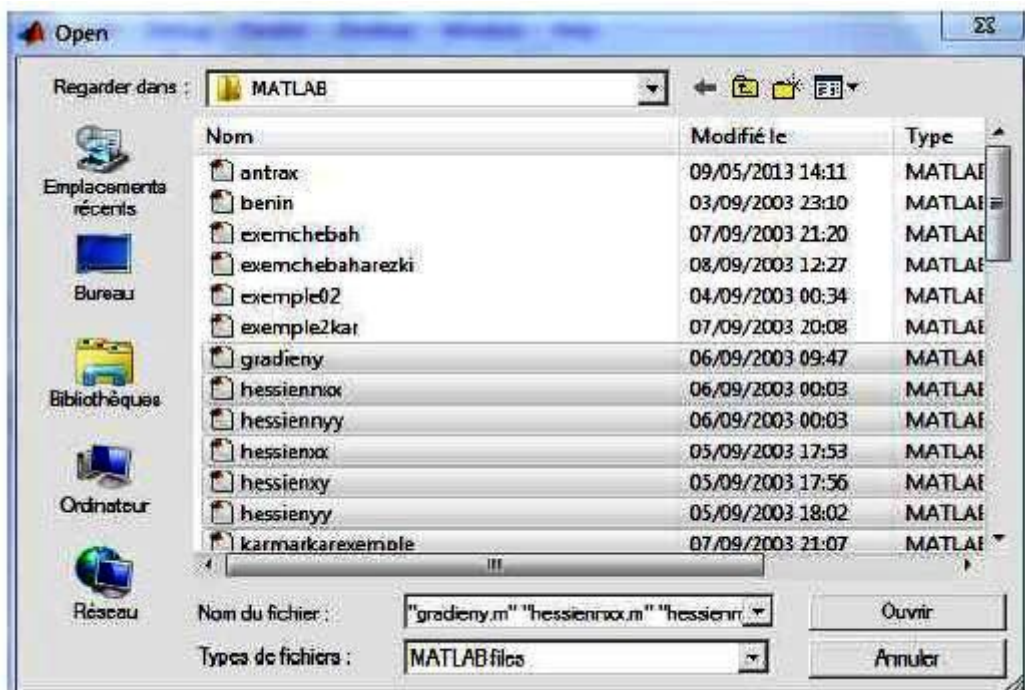 Open
Regarder dans : MATLAB
Nom Modifié le Type
antrax 09/05/2013 14:11 MATLAB
benin 03/09/2003 23:10 MATLAB
exemchebah 07/09/2003 21:20 MATLAB
exemchebaharezki 08/09/2003 12:27 MATLAB
exemple02 04/09/2003 00:34 MATLAB
exemple2kar 07/09/2003 20:08 MATLAB
gradieny 06/09/2003 09:47 MATLAB
hessiennxx 06/09/2003 00:03 MATLAB
hessiennyy 06/09/2003 00:03 MATLAB
hessienxx 05/09/2003 17:53 MATLAB
hessienxy 05/09/2003 17:56 MATLAB
hessienyy 05/09/2003 18:02 MATLAB
karmarkarexemple 07/09/2003 21:07 MATLAB
Emplacements
récents
Bureau
Bibliothèques
Ordinateur
Réseau
Nom du fichier : "gradieny.m" "hessiennxx.m" "hessienn Ouvrir
Types de fichiers : MATLAB files Annuler